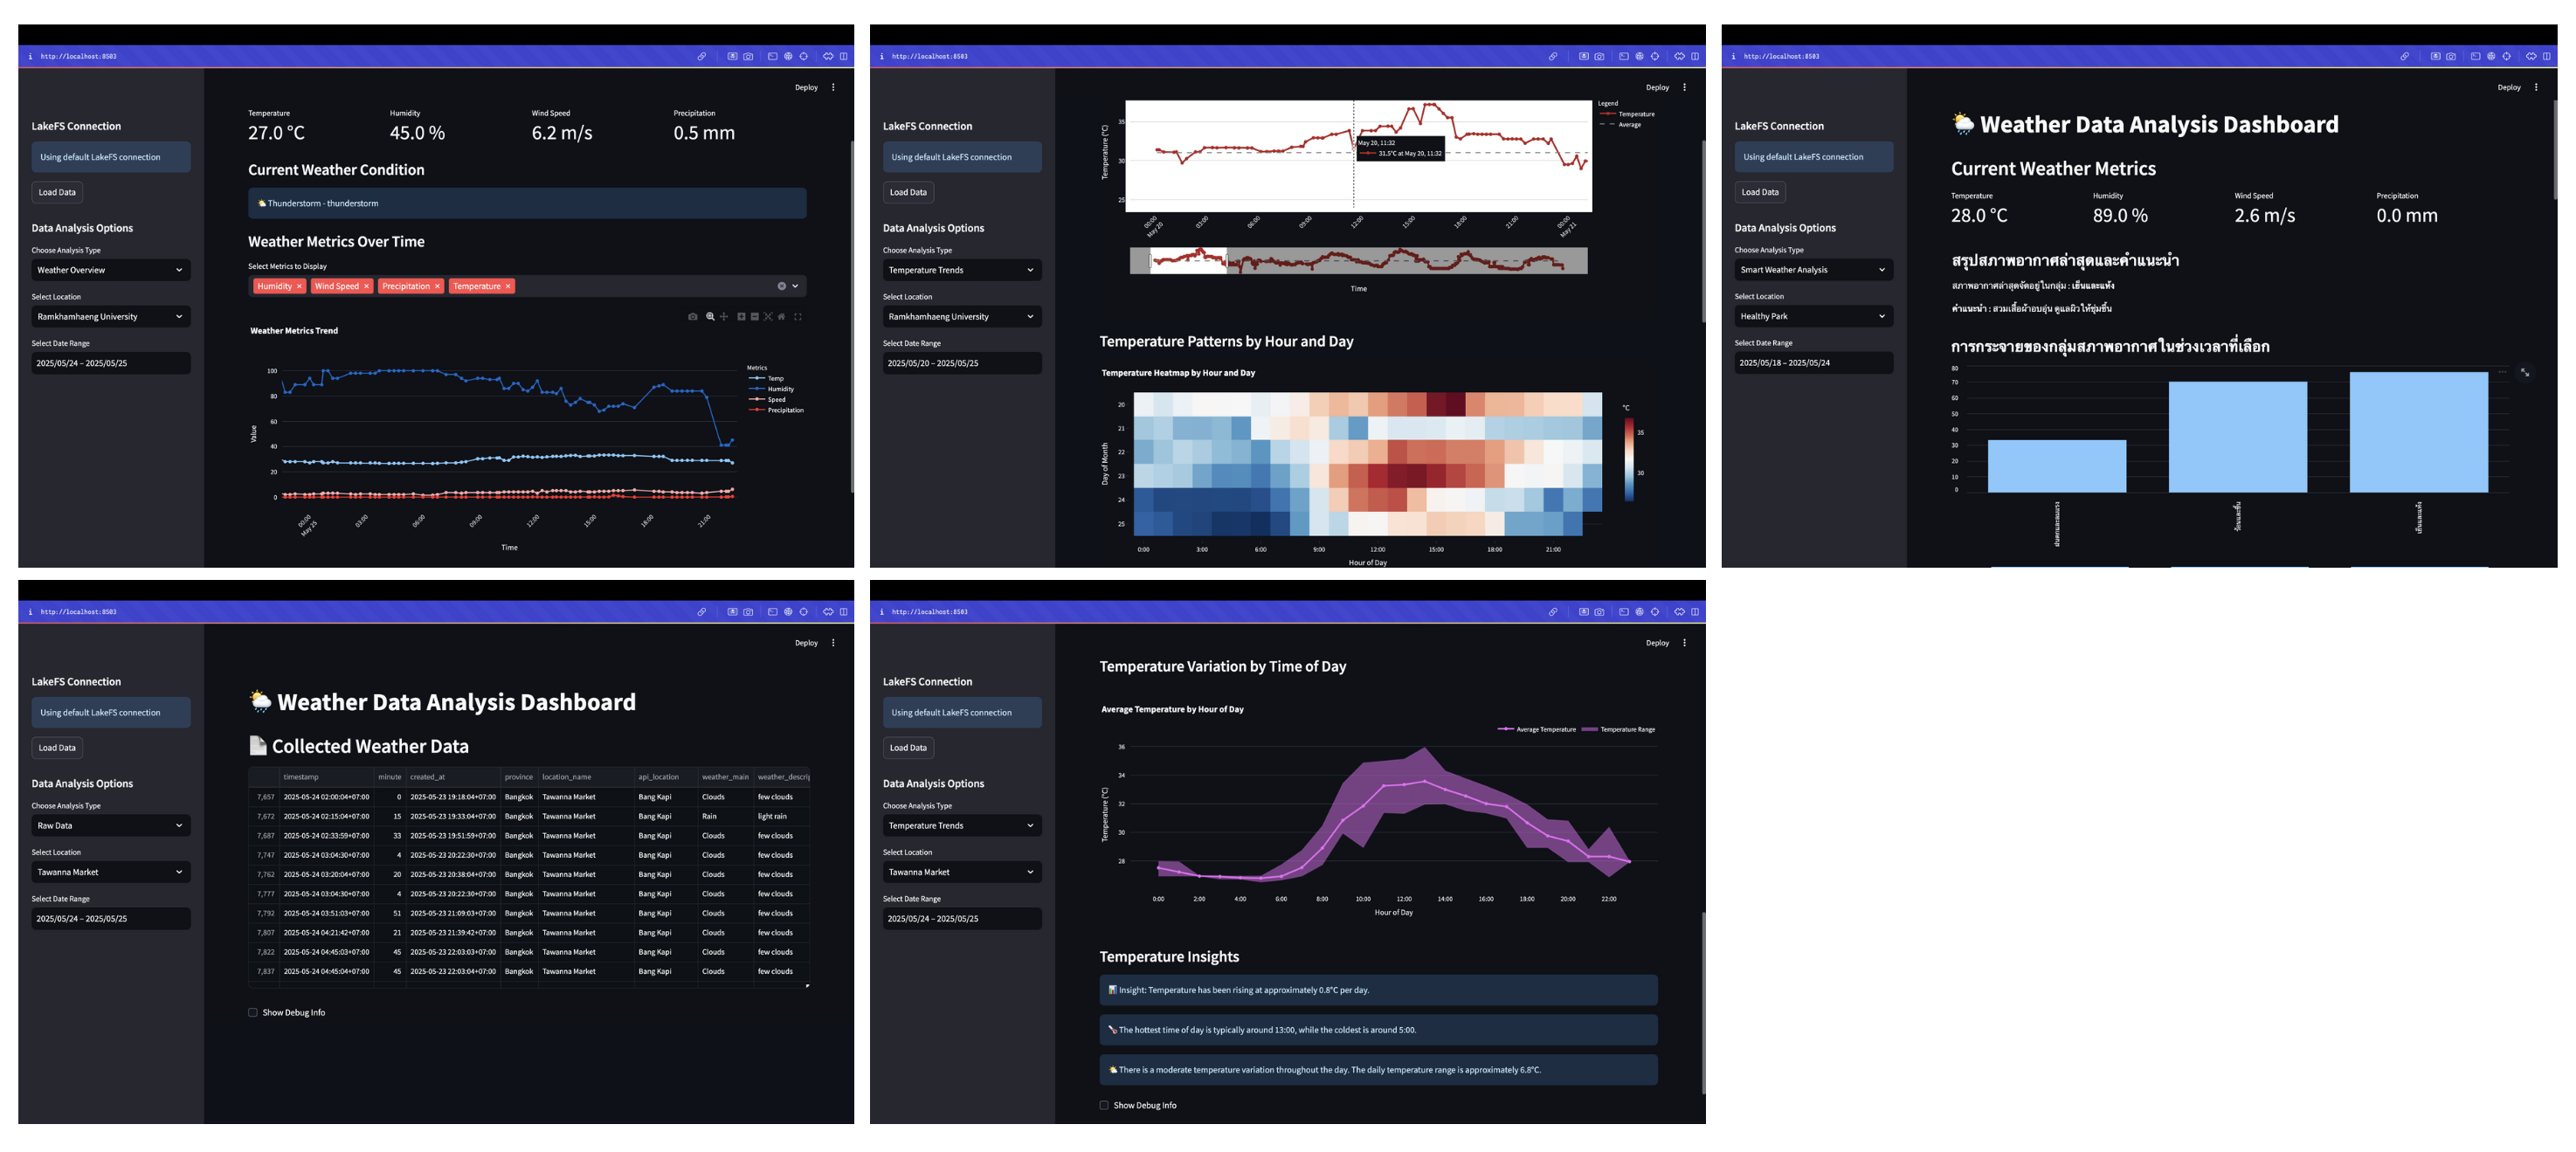 http://localhost:8503
Deploy
LakeFS Connection
Using default LakeFS connection
Load Data
Data Analysis Options
Choose Analysis Type
Weather Overview
Select Location
Ramkhamhaeng University
Select Date Range
2025/05/24 – 2025/05/25
Temperature Humidity Wind Speed Precipitation
27.0 °C 45.0 % 6.2 m/s 0.5 mm
Current Weather Condition
Thunderstorm - thunderstorm
Weather Metrics Over Time
Select Metrics to Display
Humidity × Wind Speed × Precipitation × Temperature ×
Weather Metrics Trend
Metrics
Temp
Humidity
Speed
Precipitation
100
80
60
40
20
0
Value
00:00 03:00 06:00 09:00 12:00 15:00 18:00 21:00
May 25
Time
http://localhost:8503
Deploy
LakeFS Connection
Using default LakeFS connection
Load Data
Data Analysis Options
Choose Analysis Type
Temperature Trends
Select Location
Ramkhamhaeng University
Select Date Range
2025/05/20 – 2025/05/25
Legend
Temperature
Average
35
30
25
Temperature (°C)
May 20, 11:32
31.5°C at May 20, 11:32
00:00 03:00 06:00 09:00 12:00 15:00 18:00 21:00 00:00
May 20 May 21
Time
Temperature Patterns by Hour and Day
Temperature Heatmap by Hour and Day
20
21
22
23
24
25
Day of Month
°C
35
30
0:00 3:00 6:00 9:00 12:00 15:00 18:00 21:00
Hour of Day
http://localhost:8503
Deploy
LakeFS Connection
Using default LakeFS connection
Load Data
Data Analysis Options
Choose Analysis Type
Smart Weather Analysis
Select Location
Healthy Park
Select Date Range
2025/05/18 – 2025/05/24
Weather Data Analysis Dashboard
Current Weather Metrics
Temperature Humidity Wind Speed Precipitation
28.0 °C 89.0 % 2.6 m/s 0.0 mm
สรุปสภาพอากาศล่าสุดและคำแนะนำ
สภาพอากาศล่าสุดจัดอยู่ในกลุ่ม : เย็นและแห้ง
คำแนะนำ : สวมเสื้อผ้าอบอุ่น ดูแลผิวให้ชุ่มชื้น
การกระจายของกลุ่มสภาพอากาศในช่วงเวลาที่เลือก
80
70
60
50
40
30
20
10
0
ฝนตกและลมแรง ร้อนและชื้น เย็นและแห้ง
http://localhost:8503
Deploy
LakeFS Connection
Using default LakeFS connection
Load Data
Data Analysis Options
Choose Analysis Type
Raw Data
Select Location
Tawanna Market
Select Date Range
2025/05/24 – 2025/05/25
Weather Data Analysis Dashboard
Collected Weather Data
timestamp minute created_at province location_name api_location weather_main weather_descrip
7,657 2025-05-24 02:00:04+07:00 0 2025-05-23 19:18:04+07:00 Bangkok Tawanna Market Bang Kapi Clouds few clouds
7,672 2025-05-24 02:15:04+07:00 15 2025-05-23 19:33:04+07:00 Bangkok Tawanna Market Bang Kapi Rain light rain
7,687 2025-05-24 02:33:59+07:00 33 2025-05-23 19:51:59+07:00 Bangkok Tawanna Market Bang Kapi Clouds few clouds
7,747 2025-05-24 03:04:30+07:00 4 2025-05-23 20:22:30+07:00 Bangkok Tawanna Market Bang Kapi Clouds few clouds
7,762 2025-05-24 03:20:04+07:00 20 2025-05-23 20:38:04+07:00 Bangkok Tawanna Market Bang Kapi Clouds few clouds
7,777 2025-05-24 03:04:30+07:00 4 2025-05-23 20:22:30+07:00 Bangkok Tawanna Market Bang Kapi Clouds few clouds
7,792 2025-05-24 03:51:03+07:00 51 2025-05-23 21:09:03+07:00 Bangkok Tawanna Market Bang Kapi Clouds few clouds
7,807 2025-05-24 04:21:42+07:00 21 2025-05-23 21:39:42+07:00 Bangkok Tawanna Market Bang Kapi Clouds few clouds
7,822 2025-05-24 04:45:03+07:00 45 2025-05-23 22:03:03+07:00 Bangkok Tawanna Market Bang Kapi Clouds few clouds
7,837 2025-05-24 04:45:04+07:00 45 2025-05-23 22:03:04+07:00 Bangkok Tawanna Market Bang Kapi Clouds few clouds
Show Debug Info
http://localhost:8503
Deploy
LakeFS Connection
Using default LakeFS connection
Load Data
Data Analysis Options
Choose Analysis Type
Temperature Trends
Select Location
Tawanna Market
Select Date Range
2025/05/24 – 2025/05/25
Temperature Variation by Time of Day
Average Temperature by Hour of Day
Average Temperature Temperature Range
36
34
32
30
28
Temperature (°C)
0:00 2:00 4:00 6:00 8:00 10:00 12:00 14:00 16:00 18:00 20:00 22:00
Hour of Day
Temperature Insights
Insight: Temperature has been rising at approximately 0.8°C per day.
The hottest time of day is typically around 13:00, while the coldest is around 5:00.
There is a moderate temperature variation throughout the day. The daily temperature range is approximately 6.8°C.
Show Debug Info